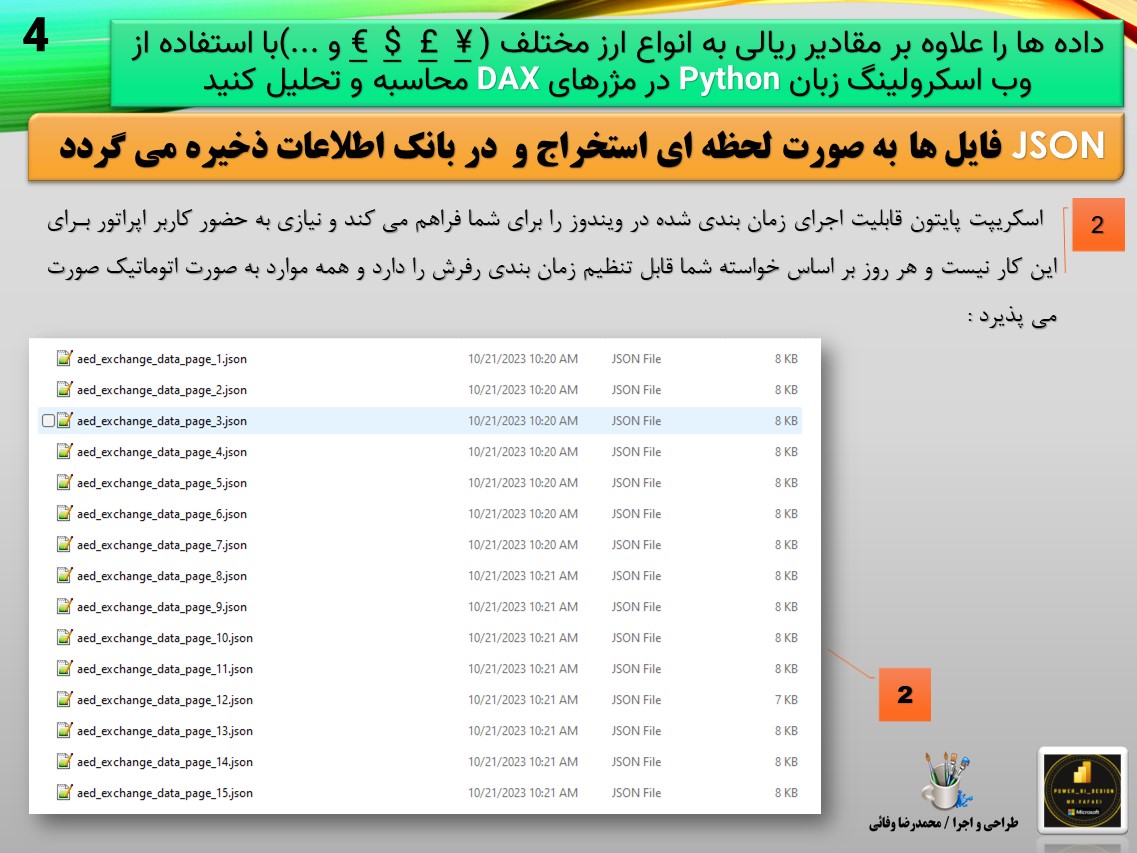 4
داده ها را علاوه بر مقادیر ریالی به انواع ارز مختلف (¥ £ $ € و ...)با استفاده از
وب اسکرولینگ زبان Python در مژرهای DAX محاسبه و تحلیل کنید
JSON فایل ها به صورت لحظه ای استخراج و در بانک اطلاعات ذخیره می گردد
2
اسکریپت پایتون قابلیت اجرای زمان بندی شده در ویندوز را برای شما فراهم می کند و نیازی به حضور کاربر اپراتور بـرای
این کار نیست و هر روز بر اساس خواسته شما قابل تنظیم زمان بندی رفرش را دارد و همه موارد به صورت اتوماتیک صورت
می پذیرد :
aed_exchange_data_page_1.json 10/21/2023 10:20 AM JSON File 8 KB
aed_exchange_data_page_2.json 10/21/2023 10:20 AM JSON File 8 KB
aed_exchange_data_page_3.json 10/21/2023 10:20 AM JSON File 8 KB
aed_exchange_data_page_4.json 10/21/2023 10:20 AM JSON File 8 KB
aed_exchange_data_page_5.json 10/21/2023 10:20 AM JSON File 8 KB
aed_exchange_data_page_6.json 10/21/2023 10:20 AM JSON File 8 KB
aed_exchange_data_page_7.json 10/21/2023 10:20 AM JSON File 8 KB
aed_exchange_data_page_8.json 10/21/2023 10:21 AM JSON File 8 KB
aed_exchange_data_page_9.json 10/21/2023 10:21 AM JSON File 8 KB
aed_exchange_data_page_10.json 10/21/2023 10:21 AM JSON File 8 KB
aed_exchange_data_page_11.json 10/21/2023 10:21 AM JSON File 8 KB
aed_exchange_data_page_12.json 10/21/2023 10:21 AM JSON File 7 KB
aed_exchange_data_page_13.json 10/21/2023 10:21 AM JSON File 8 KB
aed_exchange_data_page_14.json 10/21/2023 10:21 AM JSON File 8 KB
aed_exchange_data_page_15.json 10/21/2023 10:21 AM JSON File 8 KB
2
طراحی و اجرا / محمدرضا وفائی
POWER_BI_DESIGN
MR.VAFAEI
Microsoft